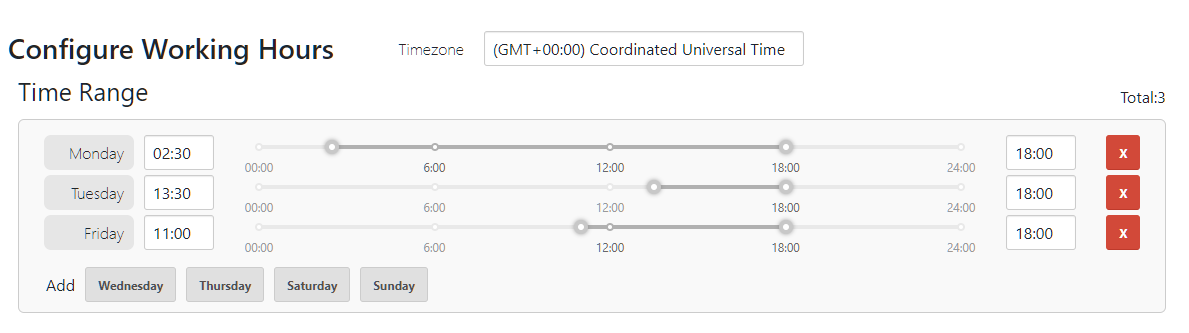 Configure Working Hours Timezone (GMT+00:00) Coordinated Universal Time
Time Range
Total:3
Monday 02:30 18:00 x
00:00 6:00 12:00 18:00 24:00
Tuesday 13:30 18:00 x
00:00 6:00 12:00 18:00 24:00
Friday 11:00 18:00 x
00:00 6:00 12:00 18:00 24:00
Add Wednesday Thursday Saturday Sunday